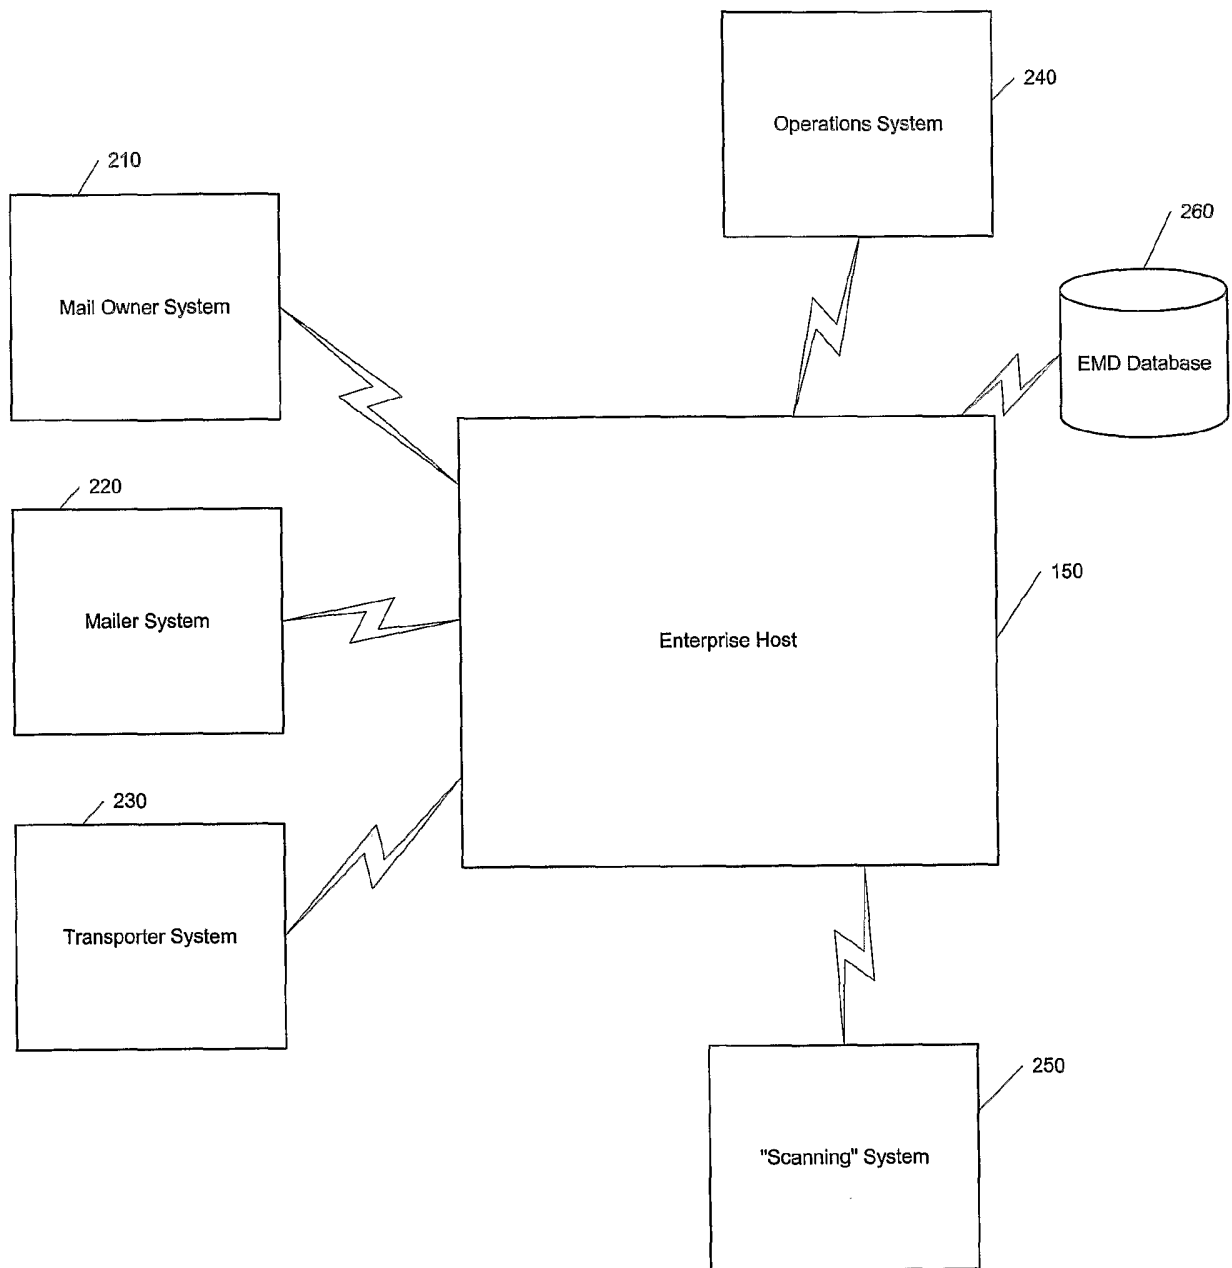 240
Operations System
210
Mail Owner System
260
EMD Database
220
Mailer System
150
Enterprise Host
230
Transporter System
250
"Scanning" System